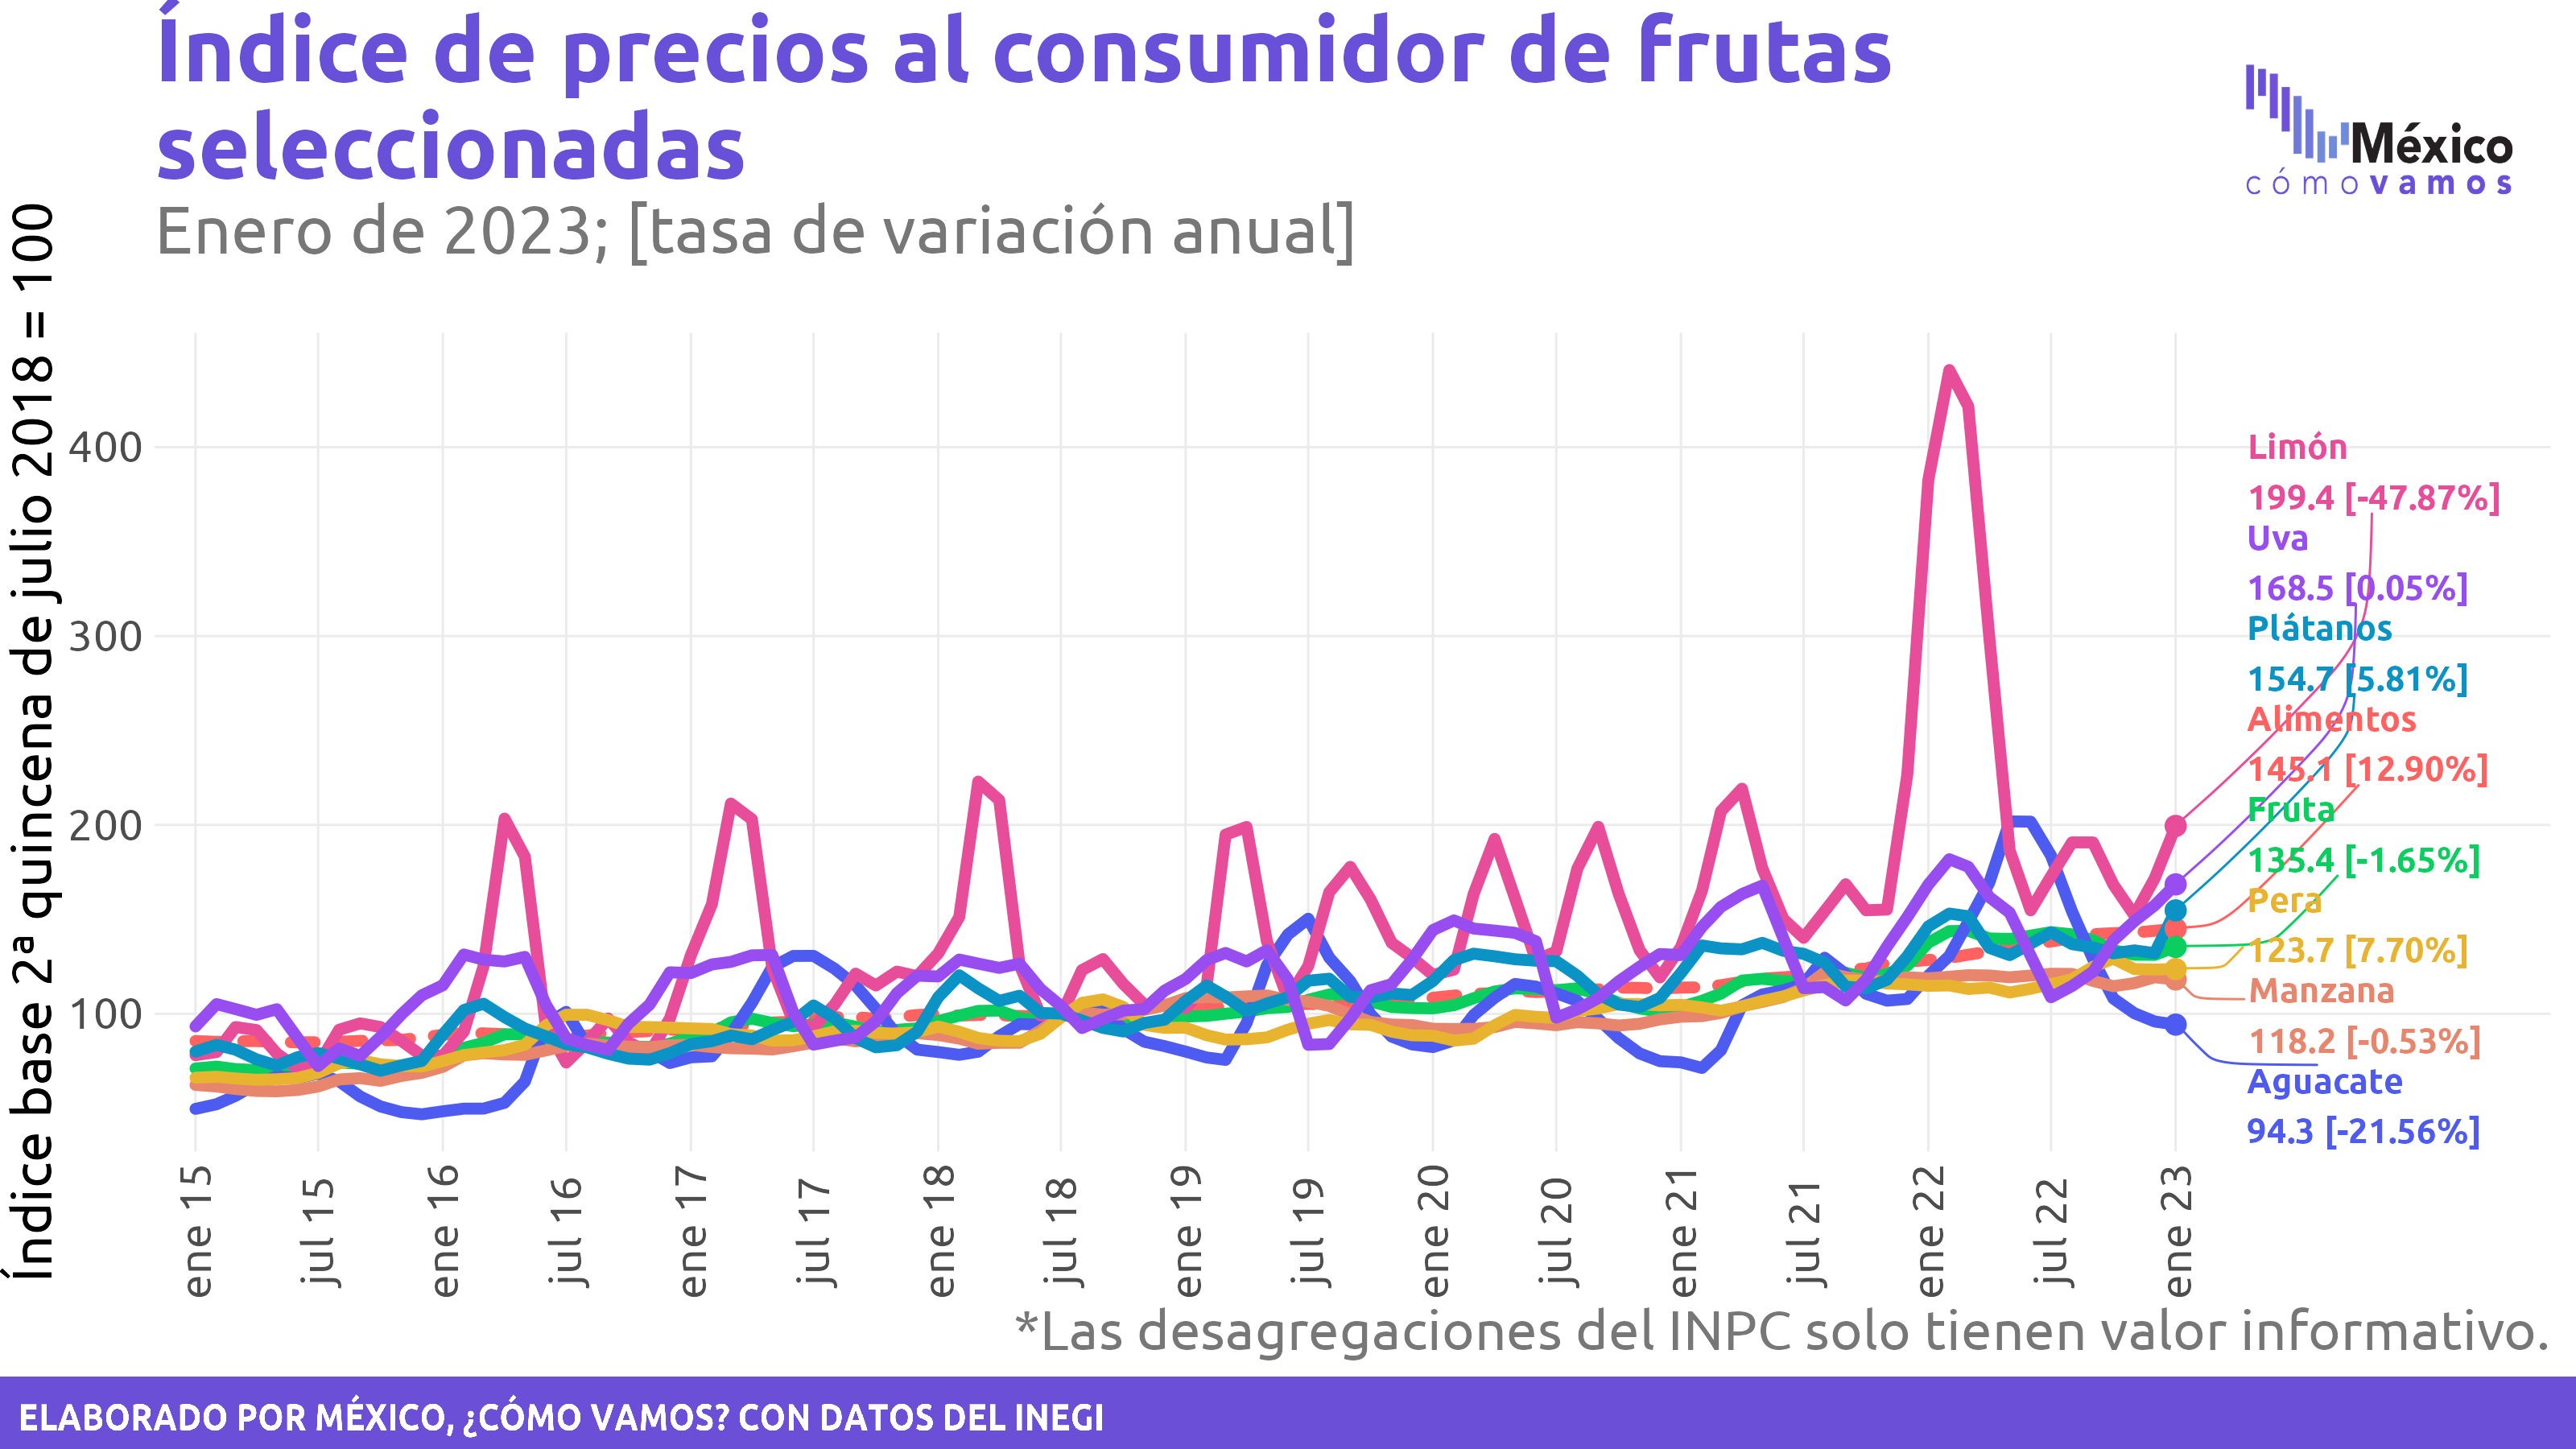 Índice de precios al consumidor de frutas
seleccionadas
Enero de 2023; [tasa de variación anual]
México
cómo vamos
Índice base 2ª quincena de julio 2018 = 100
400
300
200
100
Limón
199.4 [-47.87%]
Uva
168.5 [0.05%]
Plátanos
154.7 [5.81%]
Alimentos
145.1 [12.90%]
Fruta
135.4 [-1.65%]
Pera
123.7 [7.70%]
Manzana
118.2 [-0.53%]
Aguacate
94.3 [-21.56%]
ene 15
jul 15
ene 16
jul 16
ene 17
jul 17
ene 18
jul 18
ene 19
jul 19
ene 20
jul 20
ene 21
jul 21
ene 22
jul 22
ene 23
*Las desagregaciones del INPC solo tienen valor informativo.
ELABORADO POR MÉXICO, ¿CÓMO VAMOS? CON DATOS DEL INEGI